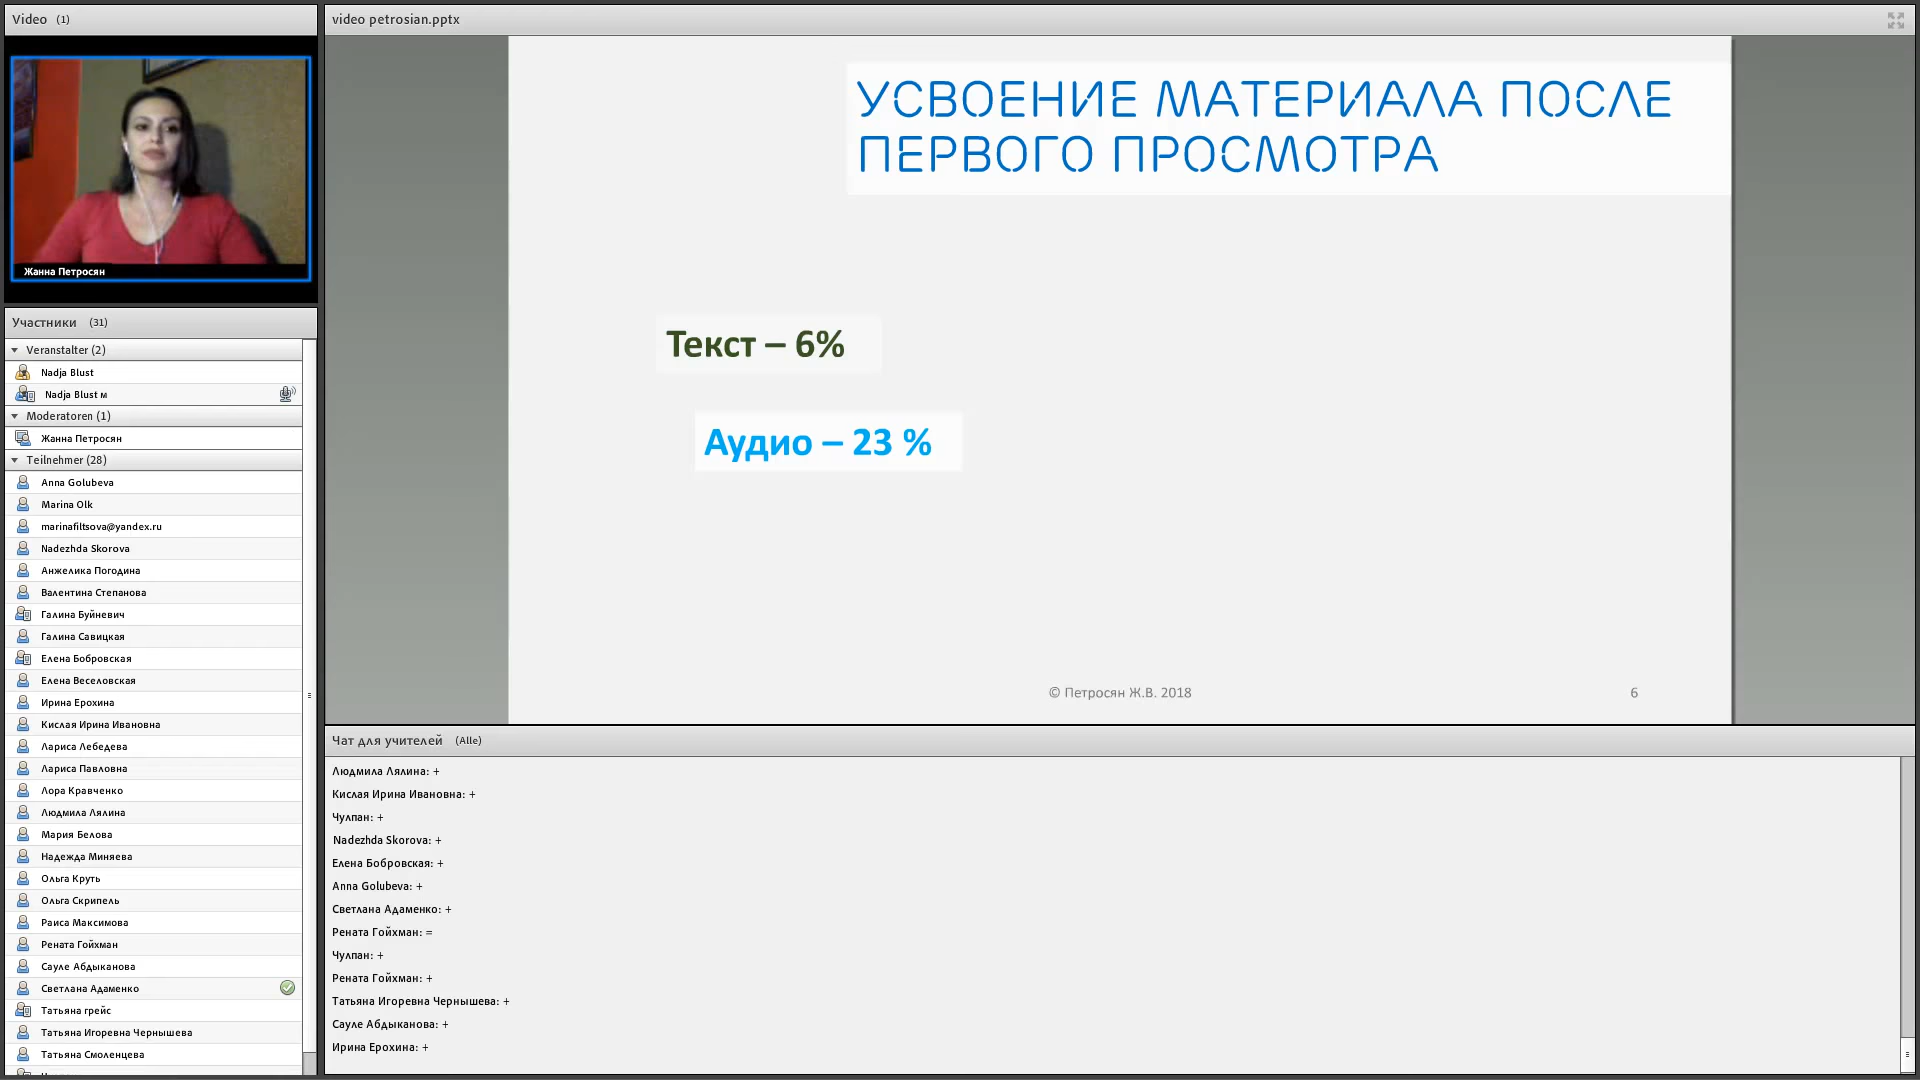 Video (1)
Жанна Петросян
Участники (31)
Veranstalter (2)
Nadja Blust
Nadja Blust м
Moderatoren (1)
Жанна Петросян
Teilnehmer (28)
Anna Golubeva
Marina Olk
marinafiltsova@yandex.ru
Nadezhda Skorova
Анжелика Погодина
Валентина Степанова
Галина Буйневич
Галина Савицкая
Елена Бобровская
Елена Веселовская
Ирина Ерохина
Кислая Ирина Ивановна
Лариса Лебедева
Лариса Павловна
Лора Кравченко
Людмила Лялина
Мария Белова
Надежда Миняева
Ольга Круть
Ольга Скрипель
Раиса Максимова
Рената Гойхман
Сауле Абдыканова
Светлана Адаменко
Татьяна грейс
Татьяна Игоревна Чернышева
Татьяна Смоленцева
video petrosian.pptx
УСВОЕНИЕ МАТЕРИАЛА ПОСЛЕ
ПЕРВОГО ПРОСМОТРА
Текст – 6%
Аудио – 23 %
© Петросян Ж.В. 2018
6
Чат для учителей (Alle)
Людмила Лялина: +
Кислая Ирина Ивановна: +
Чулпан: +
Nadezhda Skorova: +
Елена Бобровская: +
Anna Golubeva: +
Светлана Адаменко: +
Рената Гойхман: =
Чулпан: +
Рената Гойхман: +
Татьяна Игоревна Чернышева: +
Сауле Абдыканова: +
Ирина Ерохина: +